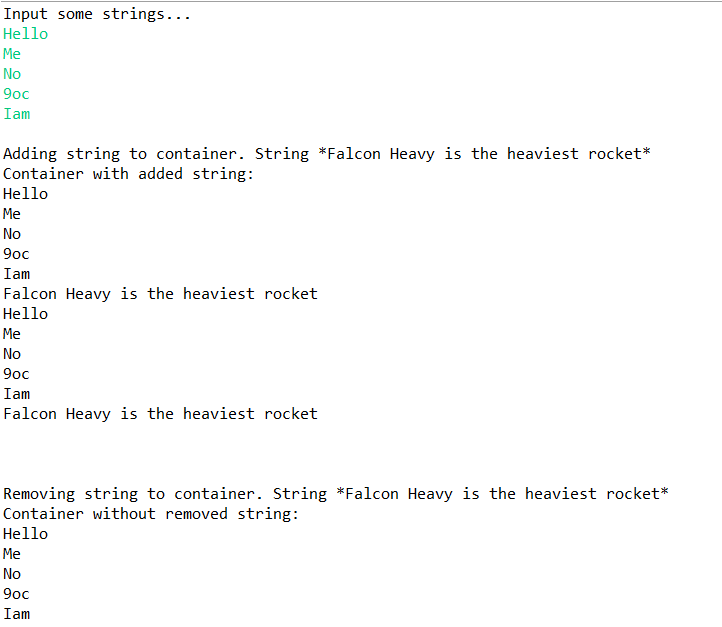 Input some strings...
Hello
Me
No
9oc
Iam
Adding string to container. String *Falcon Heavy is the heaviest rocket*
Container with added string:
Hello
Me
No
9oc
Iam
Falcon Heavy is the heaviest rocket
Hello
Me
No
9oc
Iam
Falcon Heavy is the heaviest rocket
Removing string to container. String *Falcon Heavy is the heaviest rocket*
Container without removed string:
Hello
Me
No
9oc
Iam